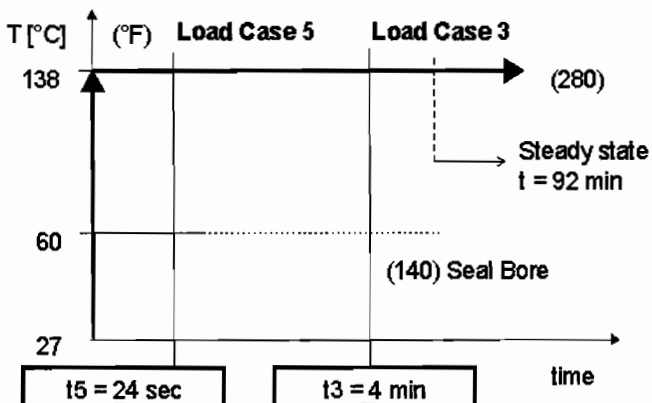 T [°C] (°F) Load Case 5 Load Case 3
138 (280)
Steady state
t = 92 min
60
(140) Seal Bore
27
time
t5 = 24 sec t3 = 4 min